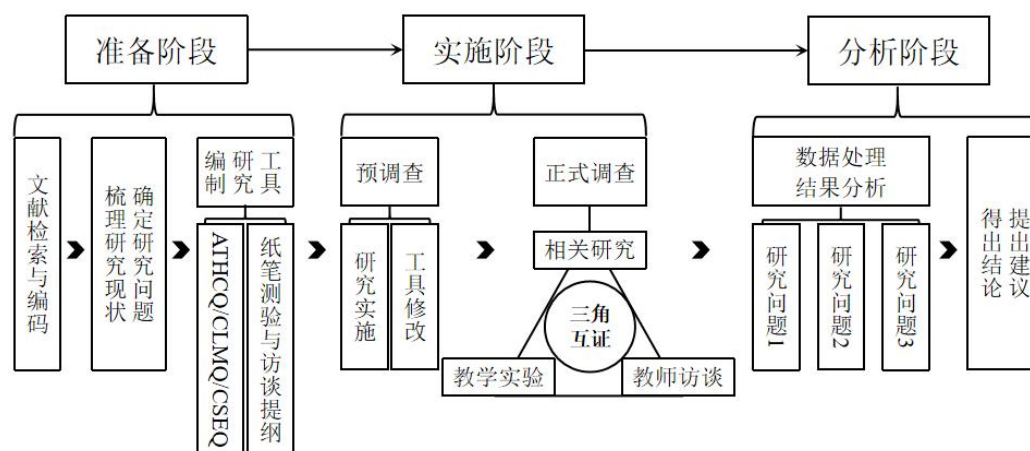 准备阶段
实施阶段
分析阶段
文献检索与编码
梳理研究现状
确定研究问题
编制
研究
工具
ATHCQ/CLMQ/CSEQ
纸笔测验与访谈提纲
预调查
研究实施
工具修改
正式调查
相关研究
三角
互证
教学实验
教师访谈
数据处理
结果分析
研究问题1
研究问题2
研究问题3
得出结论
提出建议